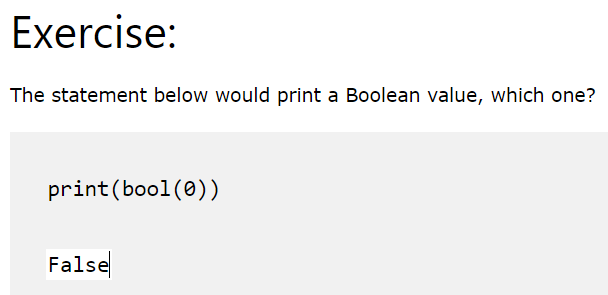 Exercise:
The statement below would print a Boolean value, which one?
print(bool(0))
False